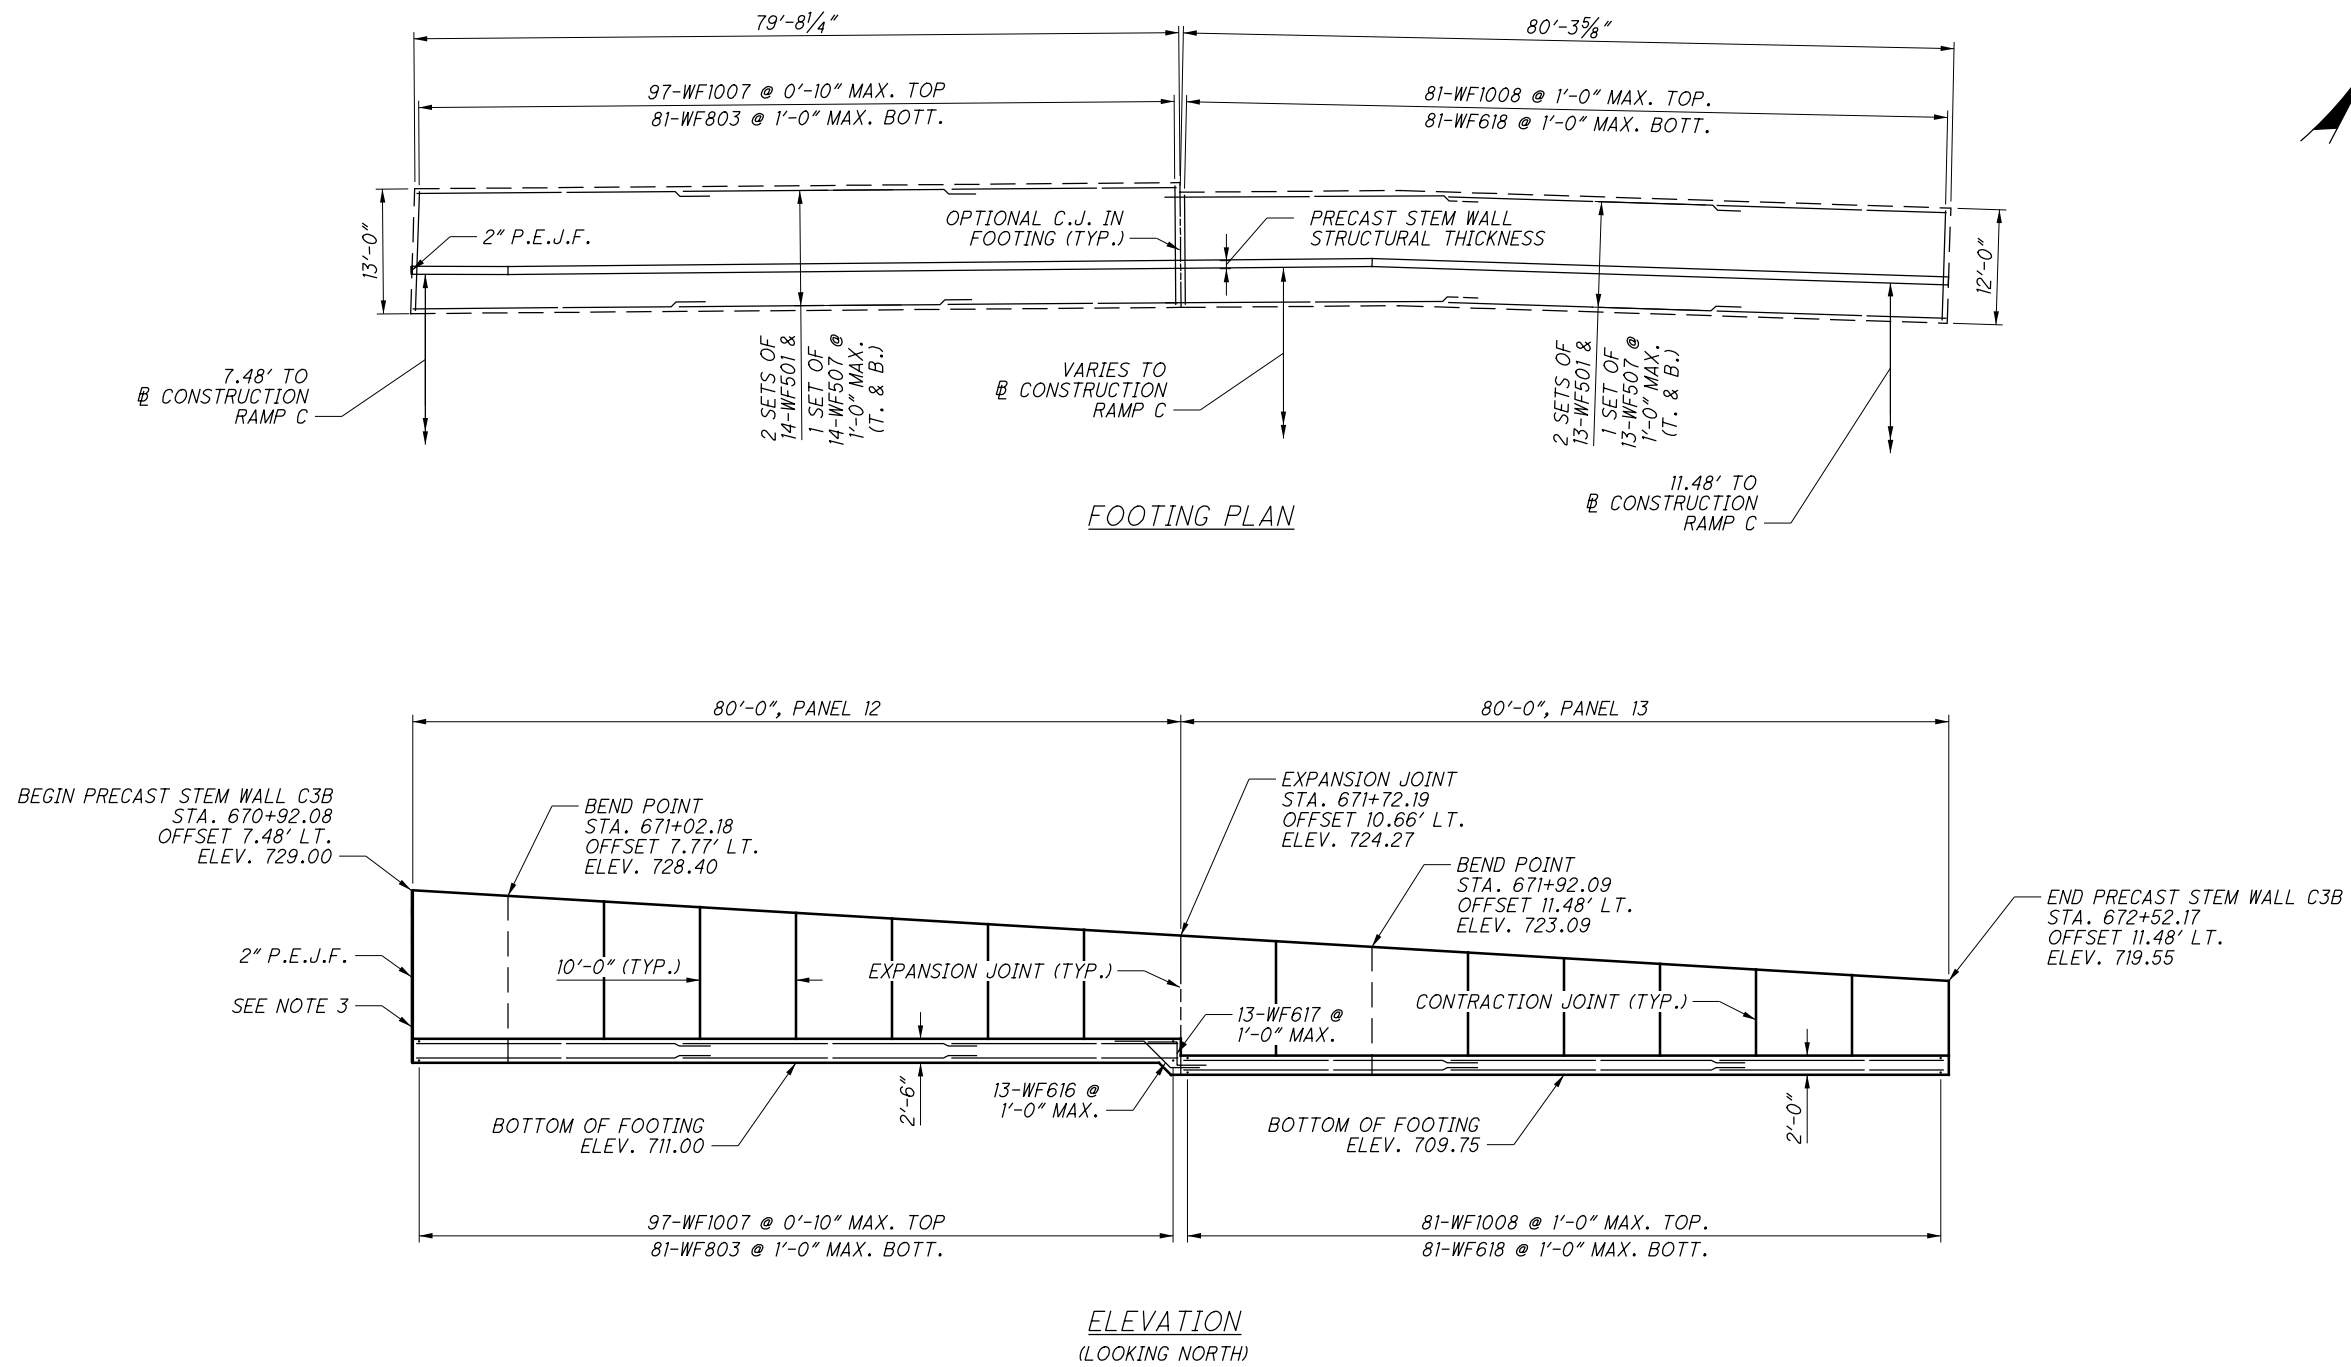 79'-8¼"
80'-3⅝"
97-WF1007 @ 0'-10" MAX. TOP
81-WF803 @ 1'-0" MAX. BOTT.
81-WF1008 @ 1'-0" MAX. TOP.
81-WF618 @ 1'-0" MAX. BOTT.
13'-0"
2" P.E.J.F.
OPTIONAL C.J. IN
FOOTING (TYP.)
PRECAST STEM WALL
STRUCTURAL THICKNESS
12'-0"
7.48' TO
℄ CONSTRUCTION
RAMP C
2 SETS OF
14-WF501 &
1 SET OF
14-WF507 @
1'-0" MAX.
(T. & B.)
VARIES TO
℄ CONSTRUCTION
RAMP C
2 SETS OF
13-WF501 &
1 SET OF
13-WF507 @
1'-0" MAX.
(T. & B.)
11.48' TO
℄ CONSTRUCTION
RAMP C
FOOTING PLAN
80'-0", PANEL 12
80'-0", PANEL 13
BEGIN PRECAST STEM WALL C3B
STA. 670+92.08
OFFSET 7.48' LT.
ELEV. 729.00
BEND POINT
STA. 671+02.18
OFFSET 7.77' LT.
ELEV. 728.40
EXPANSION JOINT
STA. 671+72.19
OFFSET 10.66' LT.
ELEV. 724.27
BEND POINT
STA. 671+92.09
OFFSET 11.48' LT.
ELEV. 723.09
END PRECAST STEM WALL C3B
STA. 672+52.17
OFFSET 11.48' LT.
ELEV. 719.55
2" P.E.J.F.
10'-0" (TYP.)
EXPANSION JOINT (TYP.)
SEE NOTE 3
CONTRACTION JOINT (TYP.)
13-WF617 @
1'-0" MAX.
2'-6"
13-WF616 @
1'-0" MAX.
2'-0"
BOTTOM OF FOOTING
ELEV. 711.00
BOTTOM OF FOOTING
ELEV. 709.75
97-WF1007 @ 0'-10" MAX. TOP
81-WF803 @ 1'-0" MAX. BOTT.
81-WF1008 @ 1'-0" MAX. TOP.
81-WF618 @ 1'-0" MAX. BOTT.
ELEVATION
(LOOKING NORTH)